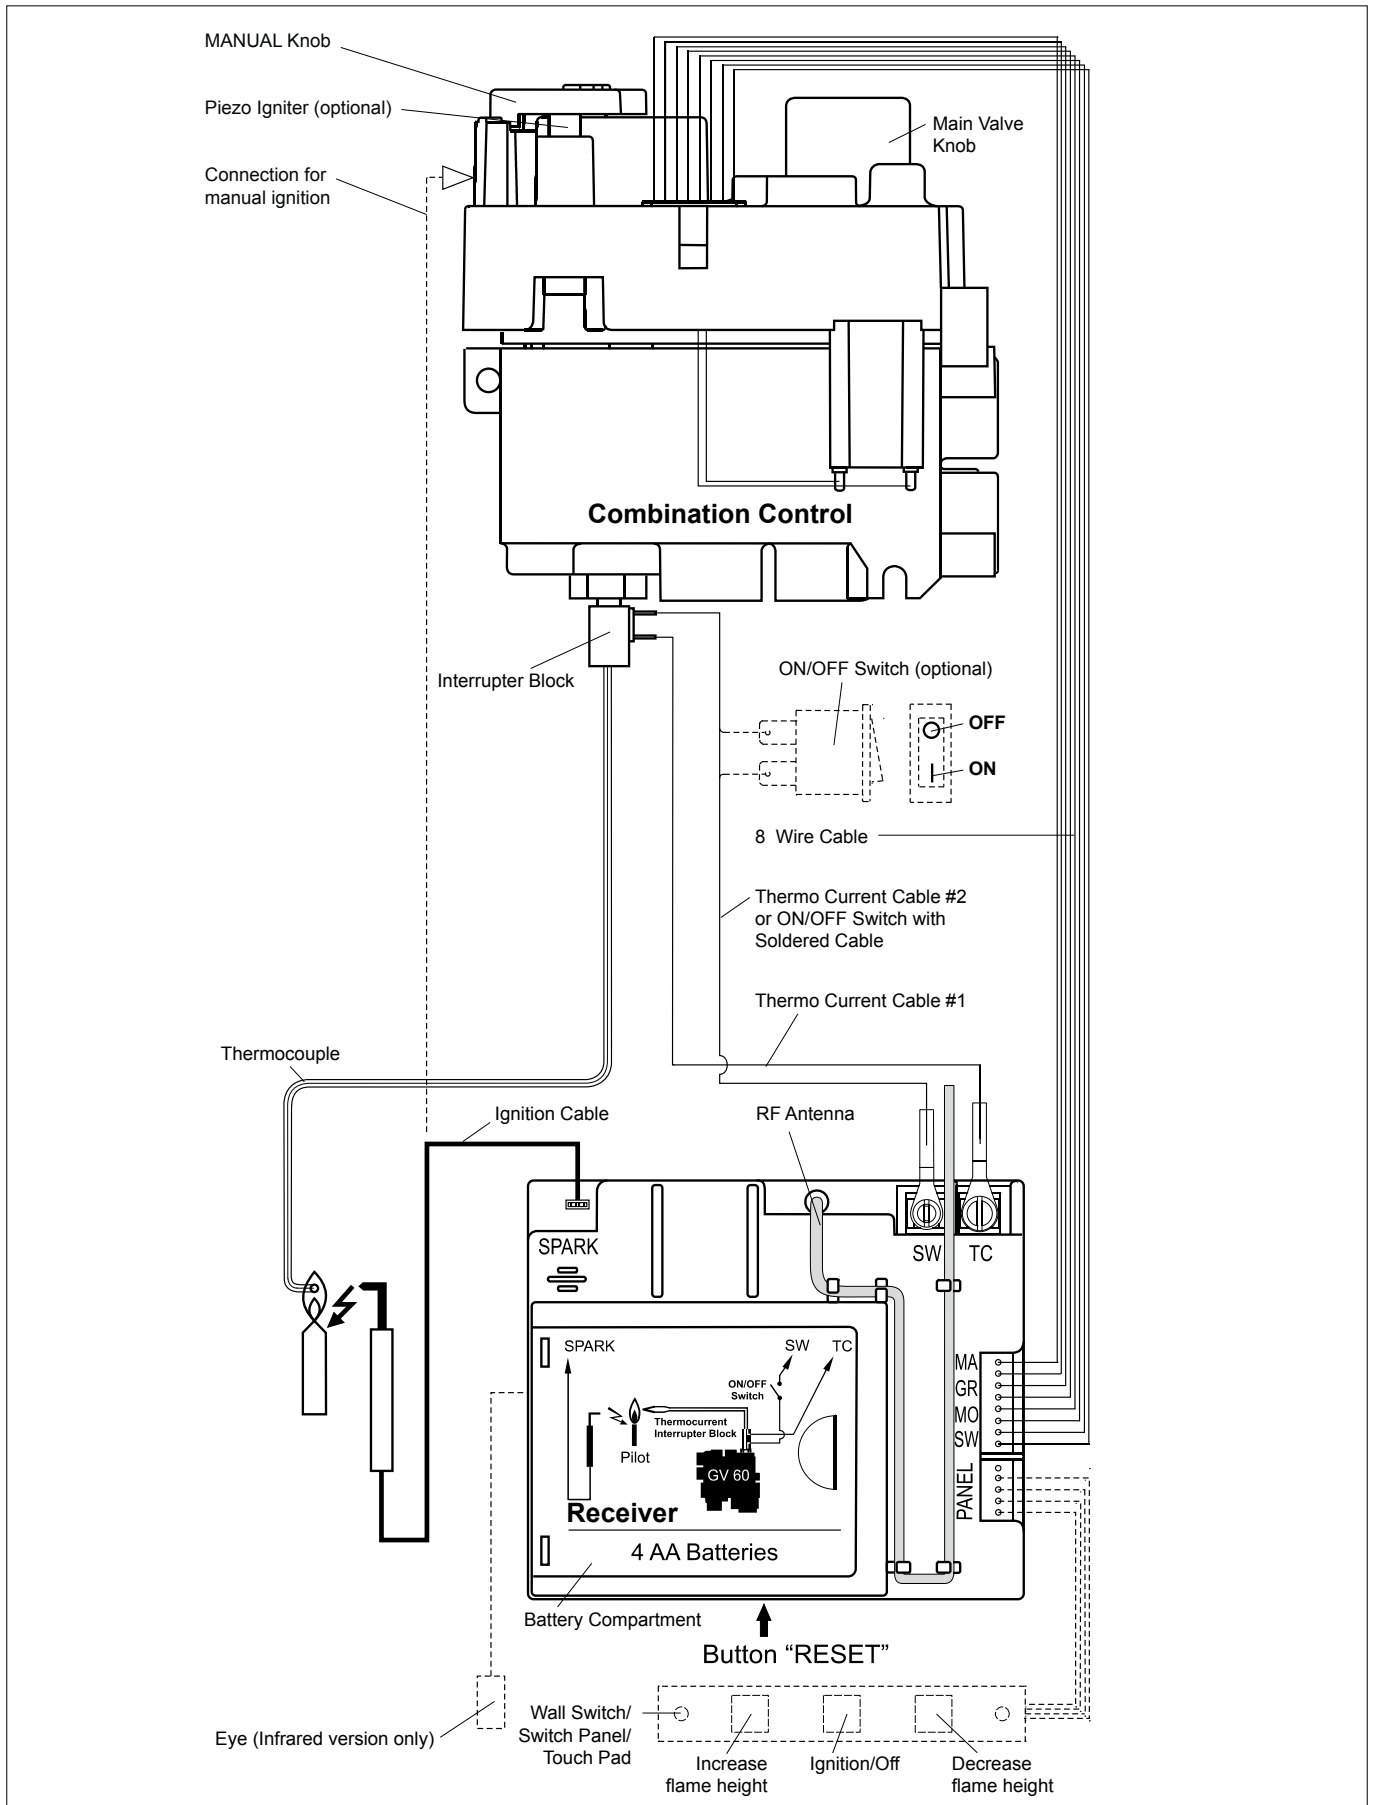 MANUAL Knob
Piezo Igniter (optional)
Main Valve
Knob
Connection for
manual ignition
Combination Control
Interrupter Block
ON/OFF Switch (optional)
OFF
ON
8 Wire Cable
Thermo Current Cable #2
or ON/OFF Switch with
Soldered Cable
Thermo Current Cable #1
Thermocouple
Ignition Cable
RF Antenna
SPARK
SW
TC
SPARK
SW
TC
ON/OFF
Switch
Thermocurrent
Interrupter Block
Pilot
GV 60
MA
GR
MO
SW
PANEL
Receiver
4 AA Batteries
Battery Compartment
Button “RESET”
Eye (Infrared version only)
Wall Switch/
Switch Panel/
Touch Pad
Increase
flame height
Ignition/Off
Decrease
flame height